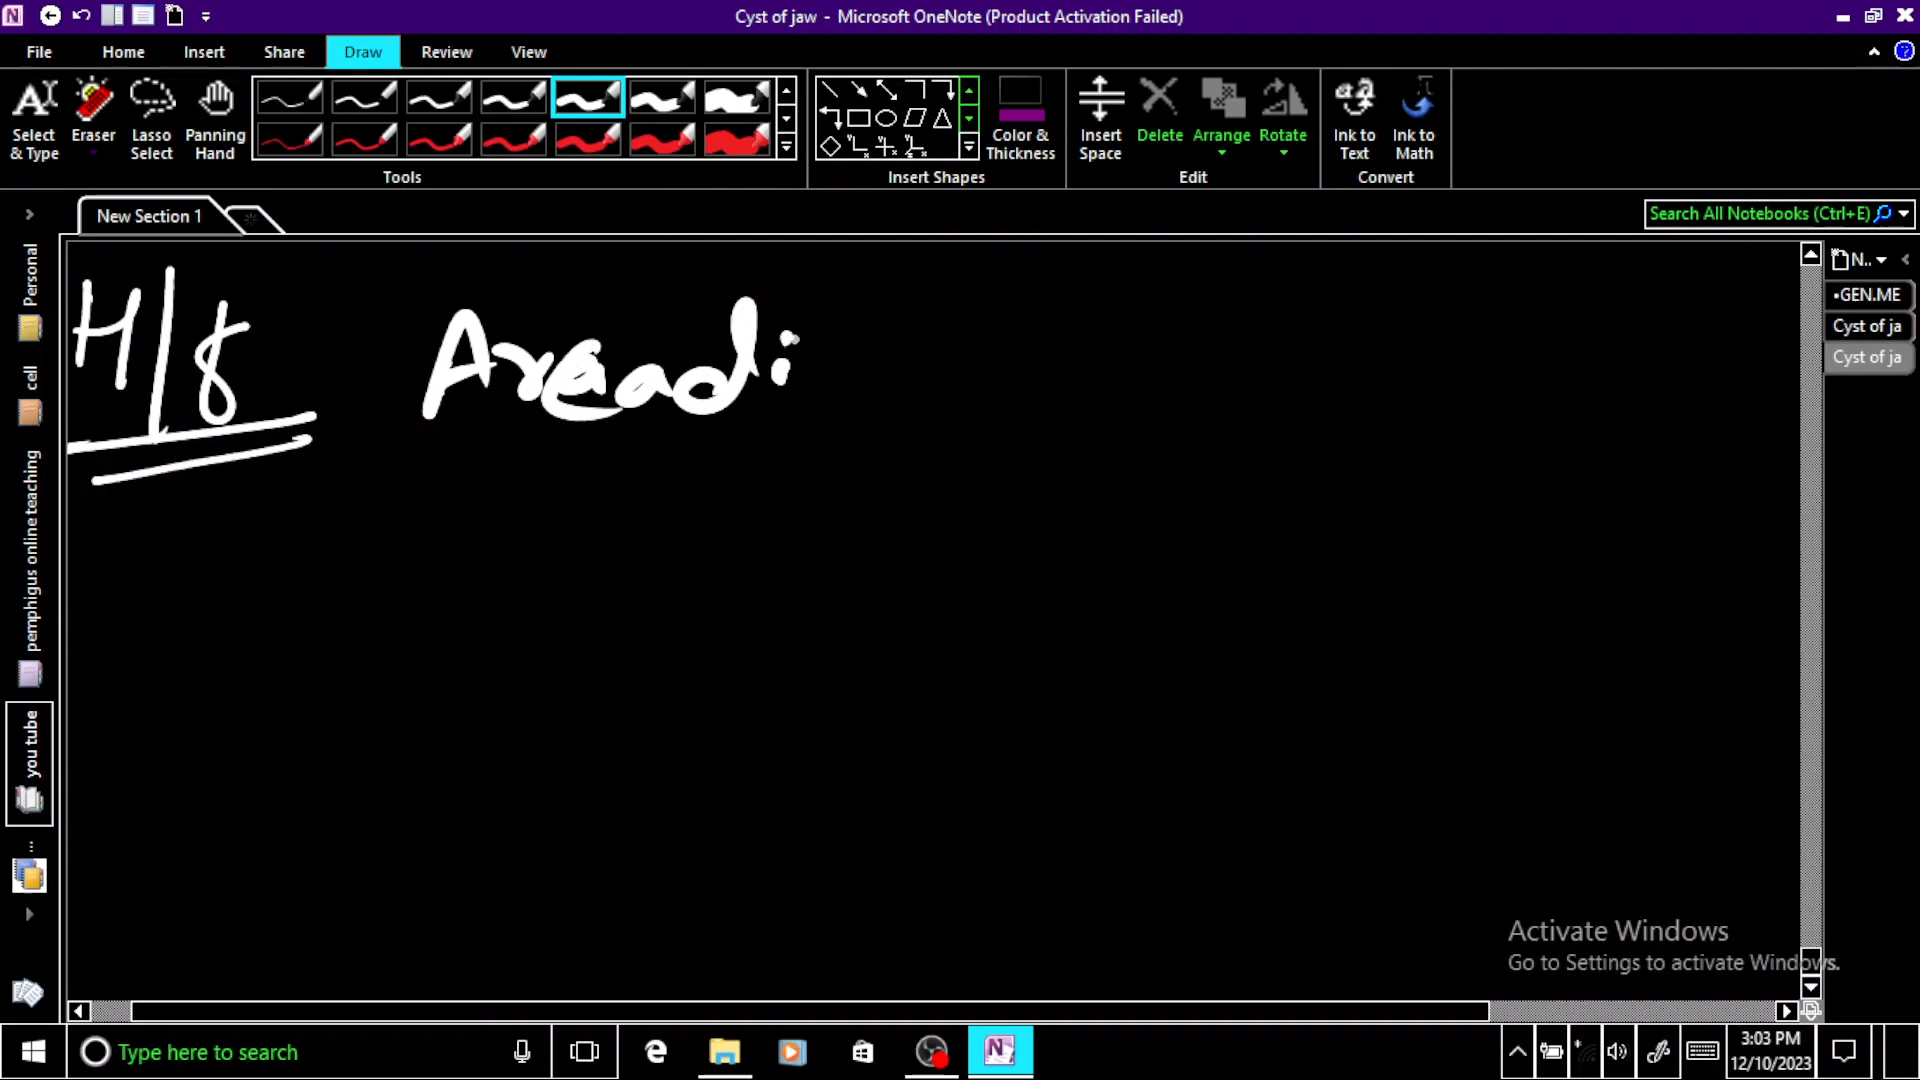 Cyst of jaw - Microsoft OneNote (Product Activation Failed)
File Home Insert Share Draw Review View
Select & Type
Eraser
Lasso Select
Panning Hand
Color & Thickness
Insert Space
Delete
Arrange
Rotate
Ink to Text
Ink to Math
Tools
Insert Shapes
Edit
Convert
New Section 1
Search All Notebooks (Ctrl+E)
Personal
cell
pemphigus online teaching
you tube
N..
•GEN.ME
Cyst of ja
Cyst of ja
H/
Activate Windows
Go to Settings to activate Windows.
Type here to search
3:03 PM
12/10/2023